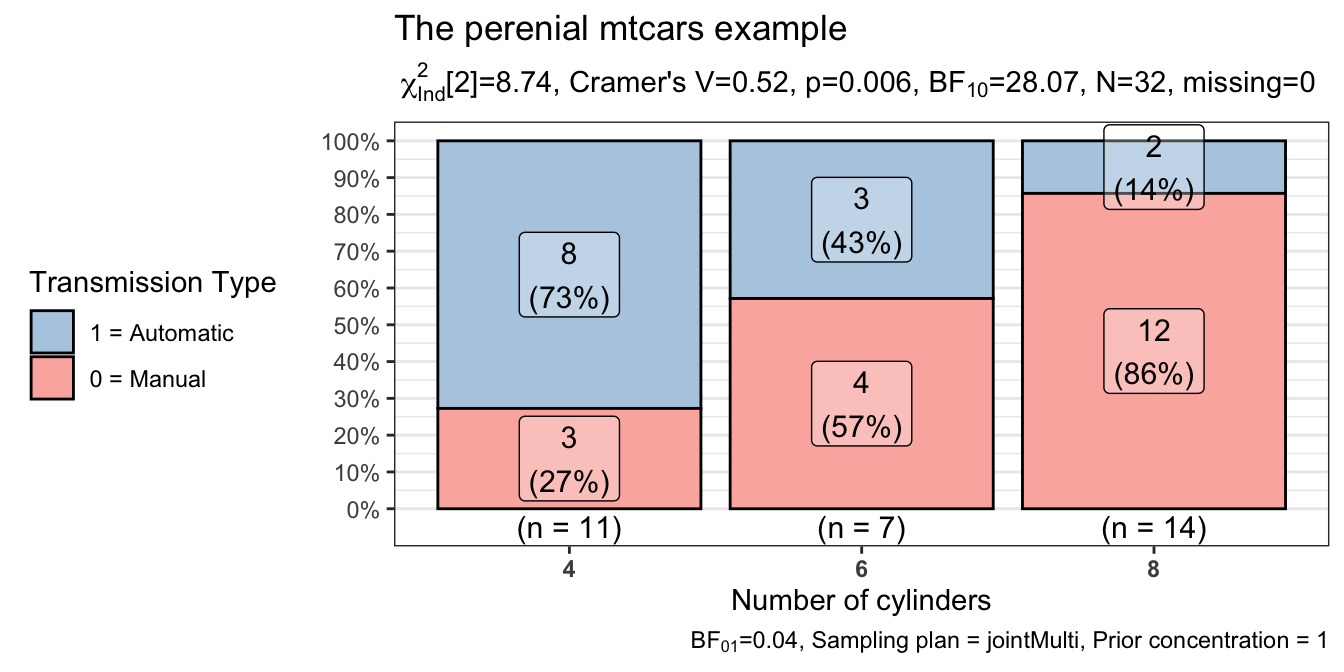 The perenial mtcars example
χ²Ind[2]=8.74, Cramer's V=0.52, p=0.006, BF₁₀=28.07, N=32, missing=0
Transmission Type
1 = Automatic
0 = Manual
100%
90%
80%
70%
60%
50%
40%
30%
20%
10%
0%
8
(73%)
3
(27%)
(n = 11)
3
(43%)
4
(57%)
(n = 7)
2
(14%)
12
(86%)
(n = 14)
4
6
8
Number of cylinders
BF₀₁=0.04, Sampling plan = jointMulti, Prior concentration = 1